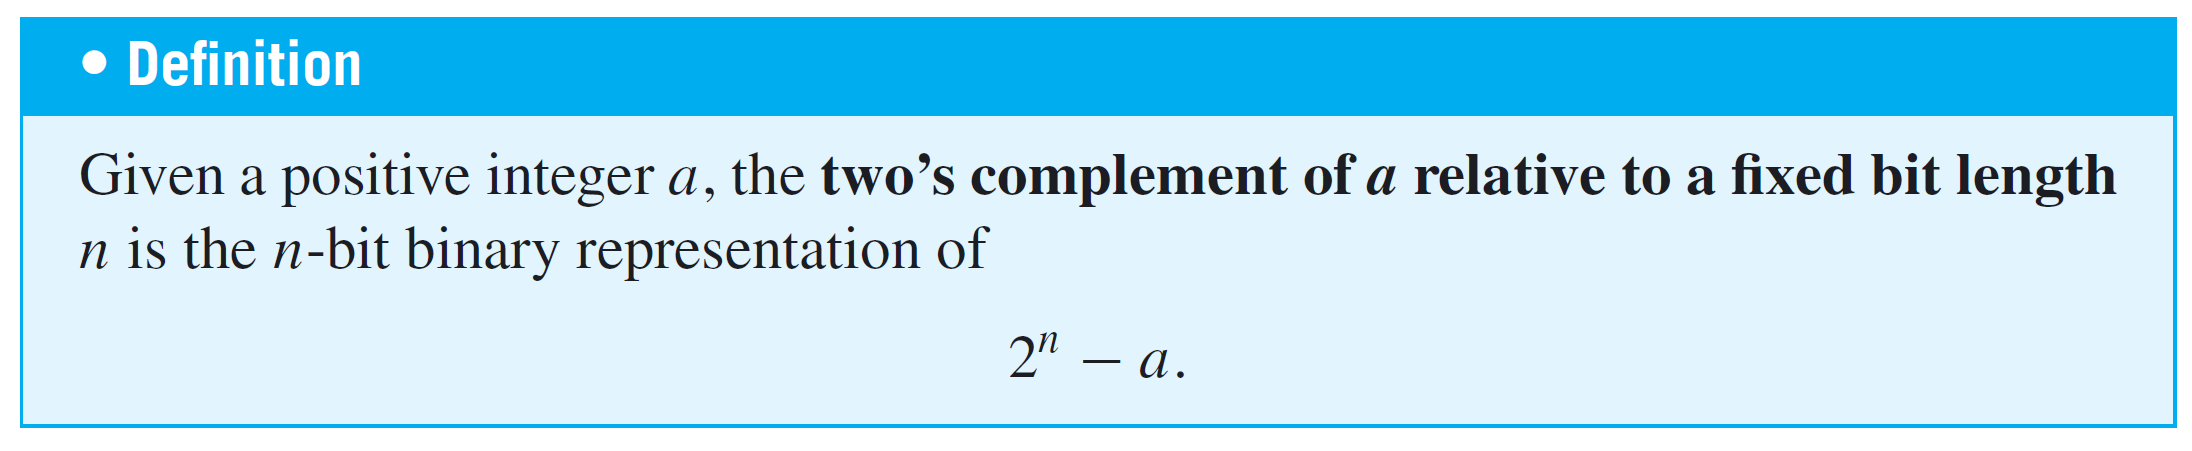 • Definition
Given a positive integer a, the two’s complement of a relative to a fixed bit length
n is the n-bit binary representation of
2ⁿ − a.